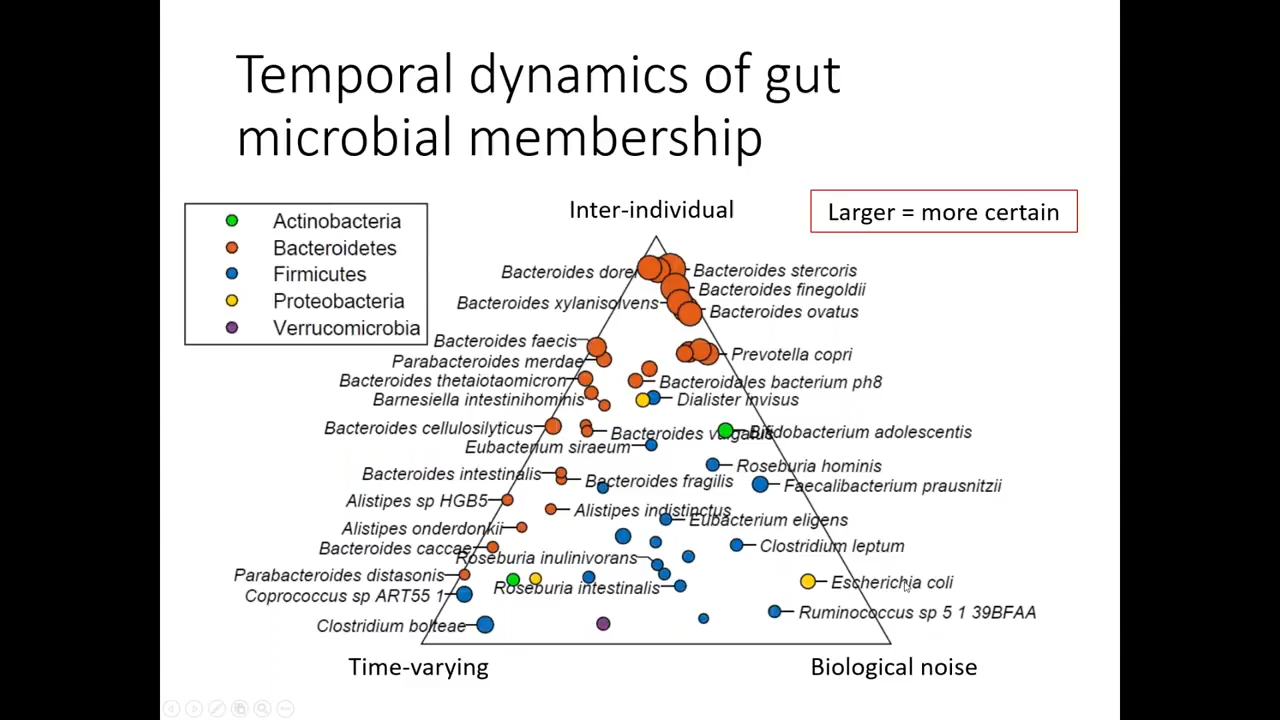 Temporal dynamics of gut
microbial membership
Larger = more certain
Inter-individual
Actinobacteria
Bacteroidetes
Firmicutes
Proteobacteria
Verrucomicrobia
Bacteroides dorei
Bacteroides stercoris
Bacteroides finegoldii
Bacteroides xylanisolvens
Bacteroides ovatus
Bacteroides faecis
Prevotella copri
Parabacteroides merdae
Bacteroides thetaiotaomicron
Bacteroidales bacterium ph8
Barnesiella intestinihominis
Dialister invisus
Bacteroides cellulosilyticus
Bacteroides vulgatus
Bifidobacterium adolescentis
Eubacterium siraeum
Roseburia hominis
Bacteroides intestinalis
Bacteroides fragilis
Faecalibacterium prausnitzii
Alistipes sp HGB5
Alistipes indistinctus
Eubacterium eligens
Alistipes onderdonkii
Bacteroides caccae
Clostridium leptum
Roseburia inulinivorans
Parabacteroides distasonis
Escherichia coli
Roseburia intestinalis
Coprococcus sp ART55 1
Ruminococcus sp 5 1 39BFAA
Clostridium bolteae
Time-varying
Biological noise